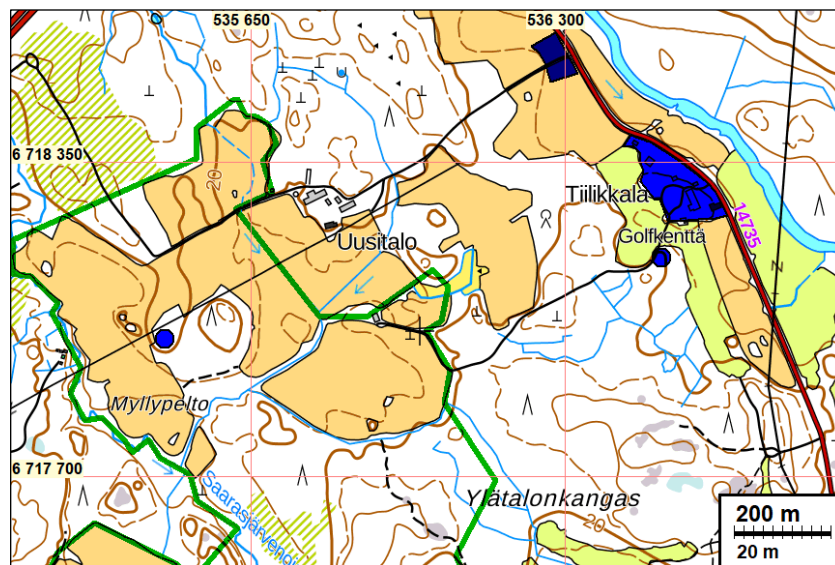 535 650
536 300
6 718 350
20
Tiilikkala
14735
Golfkenttä
Uusitalo
Myllypelto
6 717 700
Ylätalonkangas
20
200 m
20 m